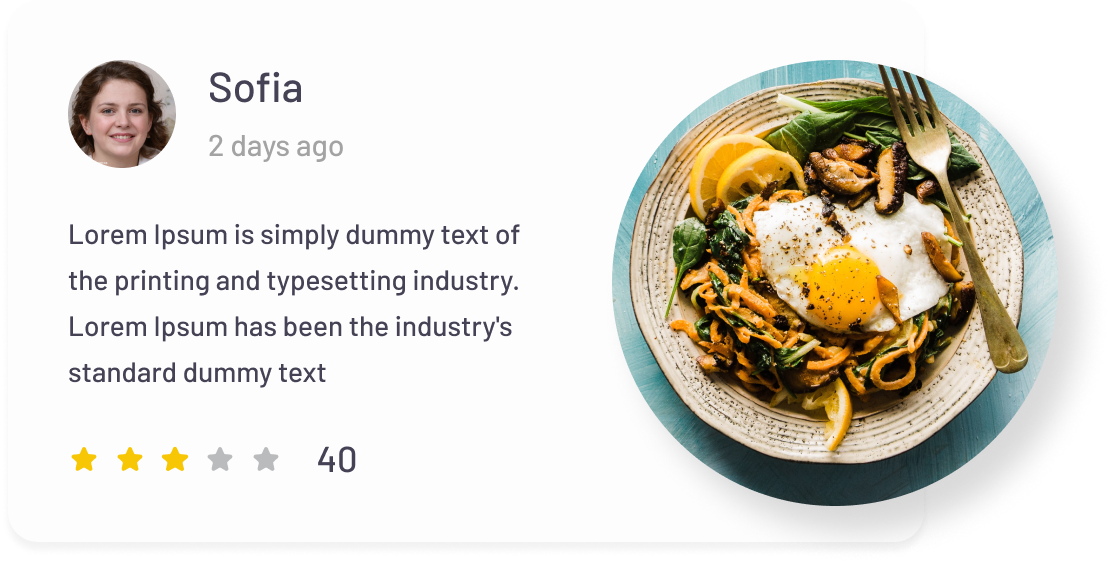 Sofia
2 days ago
Lorem Ipsum is simply dummy text of
the printing and typesetting industry.
Lorem Ipsum has been the industry's
standard dummy text
40